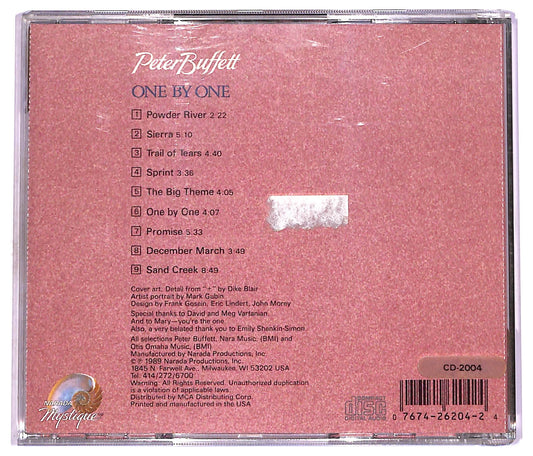 Peter Buffett
ONE BY ONE
1 Powder River 2:22
2 Sierra 5:10
3 Trail of Tears 4:40
4 Sprint 3:36
5 The Big Theme 4:05
6 One by One 4:07
7 Promise 5:33
8 December March 3:49
9 Sand Creek 8:49
Cover art: Detail from "+" by Dike Blair
Artist portrait by Mark Gubin
Design by Frank Gosein, Eric Lindert, John Morey
Special thanks to David and Meg Vartanian.
And to Mary—you're the one.
Also, a very belated thank you to Emily Shenkin-Simon.
All selections Peter Buffett, Nara Music, (BMI) and
Otis Omaha Music, (BMI)
Manufactured by Narada Productions, Inc.
© ℗ 1989 Narada Productions, Inc.
1845 N. Farwell Ave., Milwaukee, WI 53202 USA
Tel: 414/272/6700
Warning: All Rights Reserved. Unauthorized duplication
is a violation of applicable laws.
Distributed by MCA Distributing Corp.
Printed and manufactured in the USA
NARADA
Mystique™
COMPACT
disc
DIGITAL AUDIO
CD-2004
0 7674-26204-2 4